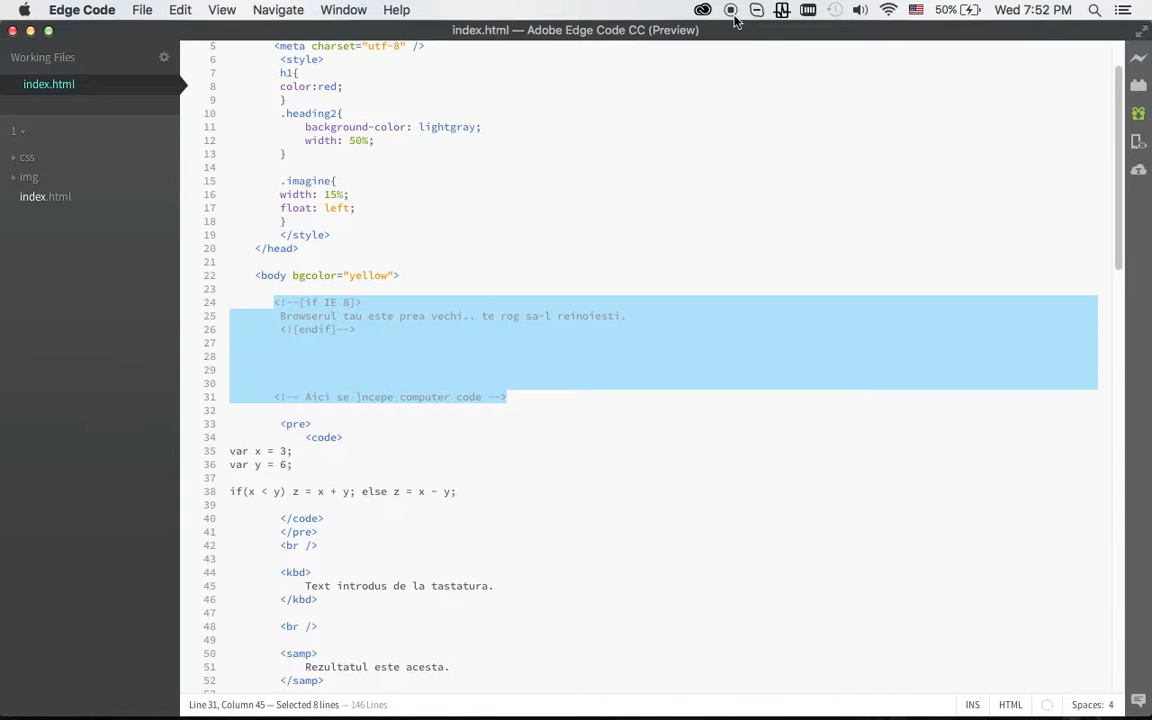 Edge Code File Edit View Navigate Window Help 50% Wed 7:52 PM
index.html — Adobe Edge Code CC (Preview)
Working Files
index.html
1
css
img
index.html
5 <meta charset="utf-8" />
6 <style>
7 h1{
8 color:red;
9 }
10 .heading2{
11 background-color: lightgray;
12 width: 50%;
13 }
14
15 .imagine{
16 width: 15%;
17 float: left;
18 }
19 </style>
20 </head>
21
22 <body bgcolor="yellow">
23
24 <!--[if IE 8]>
25 Browserul tau este prea vechi.. te rog sa-l reinoiesti.
26 <![endif]-->
27
28
29
30
31 <!-- Aici se ]ncepe computer code -->
32
33 <pre>
34 <code>
35 var x = 3;
36 var y = 6;
37
38 if(x < y) z = x + y; else z = x - y;
39
40 </code>
41 </pre>
42 <br />
43
44 <kbd>
45 Text introdus de la tastatura.
46 </kbd>
47
48 <br />
49
50 <samp>
51 Rezultatul este acesta.
52 </samp>
Line 31, Column 45 — Selected 8 lines — 146 Lines INS HTML Spaces: 4